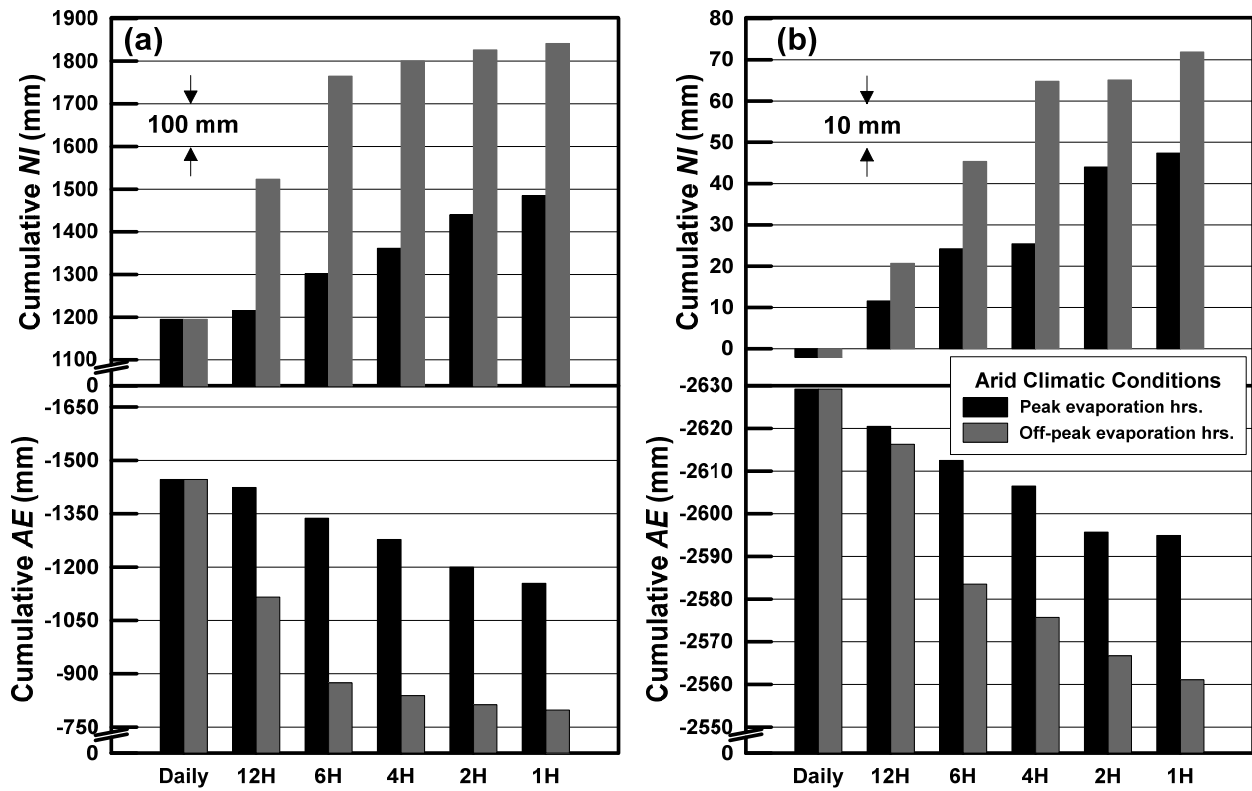 (a)
Cumulative NI (mm)
1900
1800
1700
1600
1500
1400
1300
1200
1100
0
100 mm
Cumulative AE (mm)
-1650
-1500
-1350
-1200
-1050
-900
-750
0
Daily 12H 6H 4H 2H 1H
(b)
Cumulative NI (mm)
80
70
60
50
40
30
20
10
0
10 mm
Arid Climatic Conditions
Peak evaporation hrs.
Off-peak evaporation hrs.
Cumulative AE (mm)
-2630
-2620
-2610
-2600
-2590
-2580
-2570
-2560
-2550
0
Daily 12H 6H 4H 2H 1H